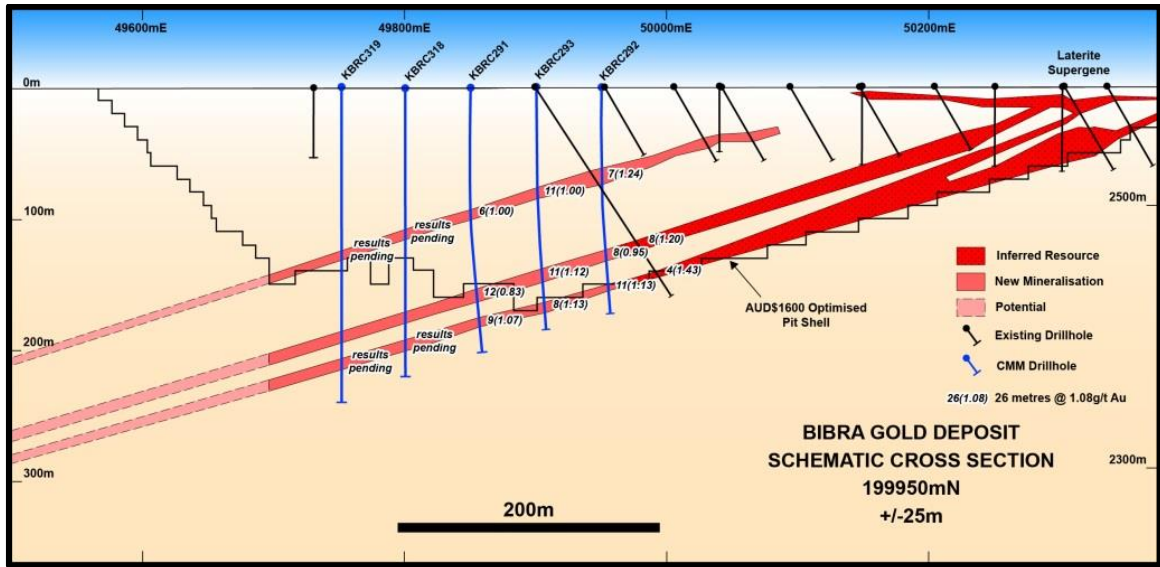 49600mE
49800mE
50000mE
50200mE
KBRC319
KBRC318
KBRC291
KBRC293
KBRC292
Laterite
Supergene
0m
7(1.24)
11(1.00)
6(1.00)
100m
2500m
results
pending
results
pending
8(1.20)
8(0.95)
11(1.12)
4(1.43)
11(1.13)
12(0.83)
8(1.13)
9(1.07)
Inferred Resource
New Mineralisation
Potential
Existing Drillhole
CMM Drillhole
26(1.08) 26 metres @ 1.08g/t Au
AUD$1600 Optimised
Pit Shell
200m
results
pending
results
pending
BIBRA GOLD DEPOSIT
SCHEMATIC CROSS SECTION
199950mN
+/-25m
2300m
300m
200m